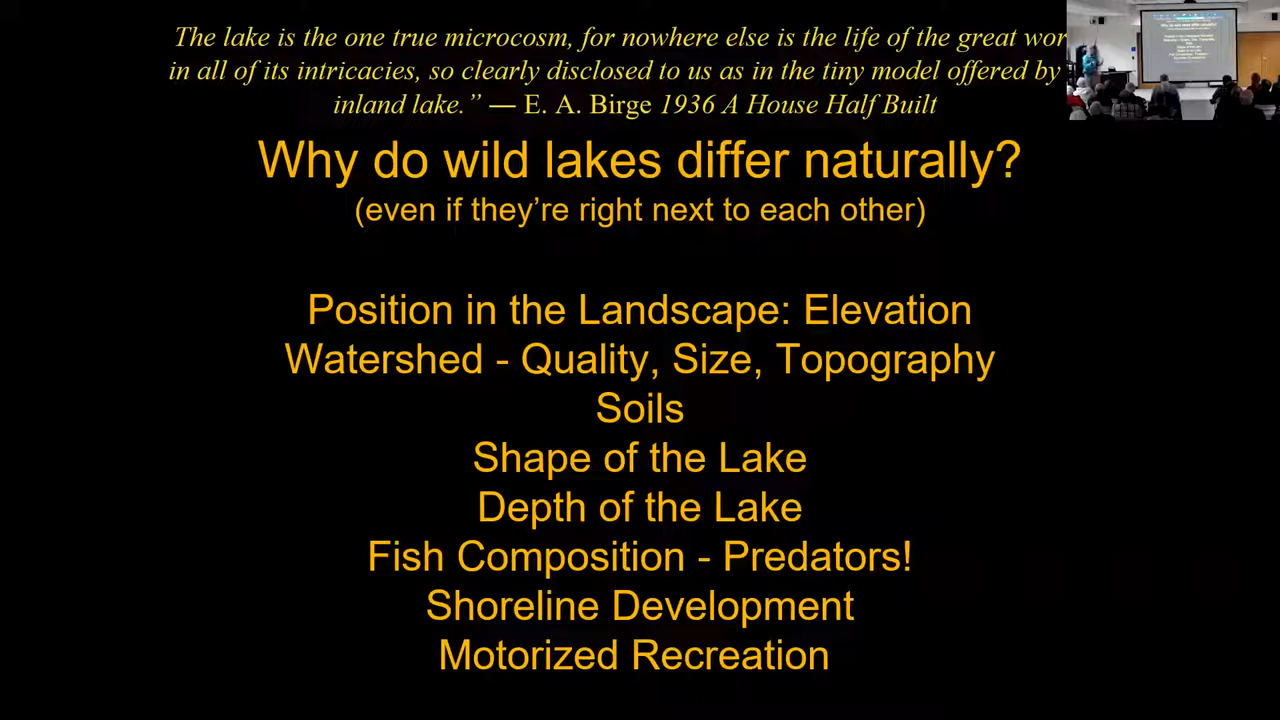 The lake is the one true microcosm, for nowhere else is the life of the great
in all of its intricacies, so clearly disclosed to us as in the tiny model offered by
inland lake.” — E. A. Birge 1936 A House Half Built
Why do wild lakes differ naturally?
(even if they’re right next to each other)
Position in the Landscape: Elevation
Watershed - Quality, Size, Topography
Soils
Shape of the Lake
Depth of the Lake
Fish Composition - Predators!
Shoreline Development
Motorized Recreation